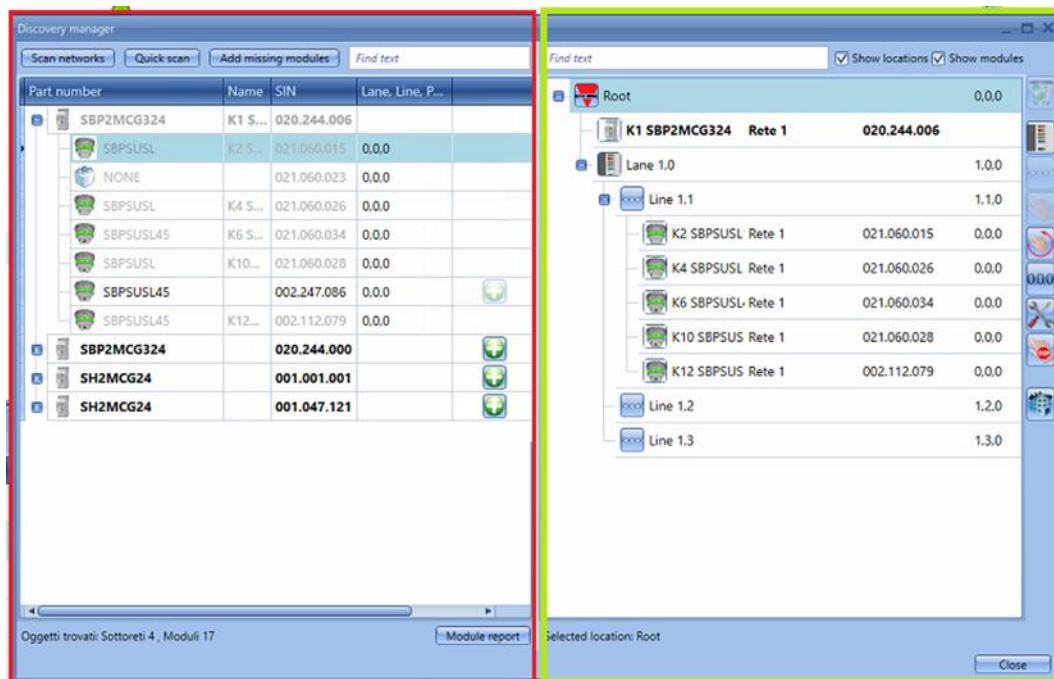 Discovery manager
Scan networks Quick scan Add missing modules Find text
Part number Name SIN Lane, Line, P...
SBP2MCG324 K1 S... 020.244.006
SBPSUSL K2 S... 021.060.015 0,0,0
NONE 021.060.023 0,0,0
SBPSUSL K4 S... 021.060.026 0,0,0
SBPSUSL45 K6 S... 021.060.034 0,0,0
SBPSUSL K10... 021.060.028 0,0,0
SBPSUSL45 002.247.086 0,0,0
SBPSUSL45 K12... 002.112.079 0,0,0
SBP2MCG324 020.244.000
SH2MCG24 001.001.001
SH2MCG24 001.047.121
Oggetti trovati: Sottoreti 4 , Moduli 17 Module report
Find text Show locations Show modules
Root 0,0,0
K1 SBP2MCG324 Rete 1 020.244.006
Lane 1.0 1,0,0
Line 1.1 1,1,0
K2 SBPSUSL Rete 1 021.060.015 0,0,0
K4 SBPSUSL Rete 1 021.060.026 0,0,0
K6 SBPSUSL Rete 1 021.060.034 0,0,0
K10 SBPSUS Rete 1 021.060.028 0,0,0
K12 SBPSUS Rete 1 002.112.079 0,0,0
Line 1.2 1,2,0
Line 1.3 1,3,0
0.0.0
Selected location: Root
Close